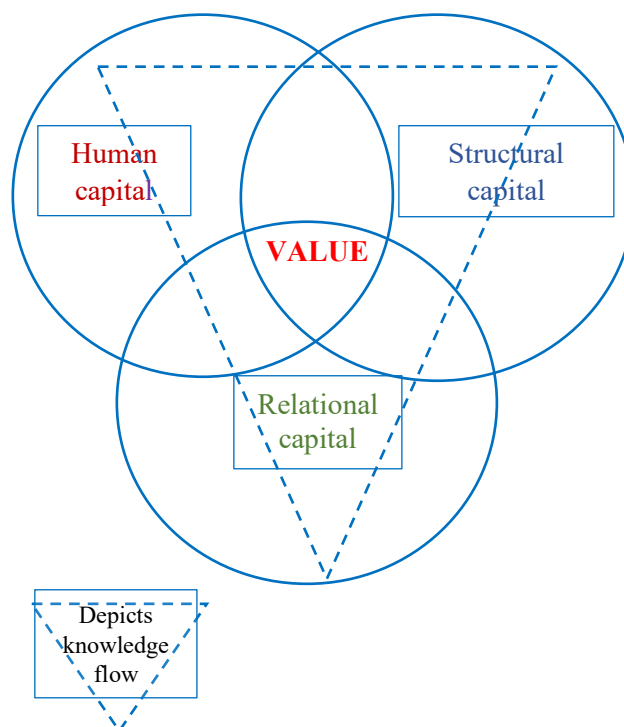 Human
capital
Structural
capital
VALUE
Relational
capital
Depicts
knowledge
flow